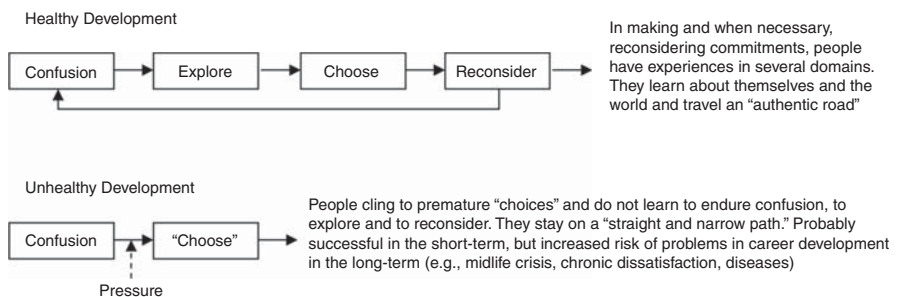 Healthy Development
Confusion
Explore
Choose
Reconsider
In making and when necessary,
reconsidering commitments, people
have experiences in several domains.
They learn about themselves and the
world and travel an “authentic road”
Unhealthy Development
Confusion
“Choose”
Pressure
People cling to premature “choices” and do not learn to endure confusion, to
explore and to reconsider. They stay on a “straight and narrow path.” Probably
successful in the short-term, but increased risk of problems in career development
in the long-term (e.g., midlife crisis, chronic dissatisfaction, diseases)